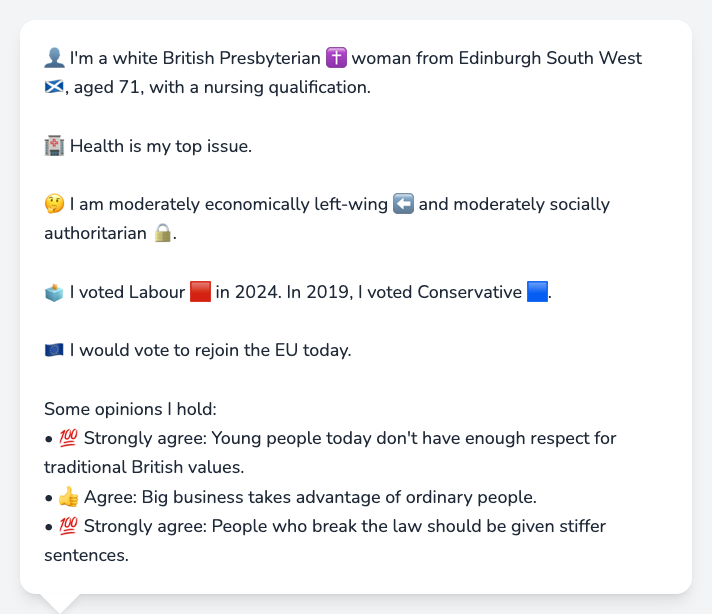 👤 I'm a white British Presbyterian ✝️ woman from Edinburgh South West
🏴󠁧󠁢󠁳󠁣󠁴󠁿, aged 71, with a nursing qualification.
🏥 Health is my top issue.
🤔 I am moderately economically left-wing ⬅️ and moderately socially
authoritarian 🔒.
🗳️ I voted Labour 🟥 in 2024. In 2019, I voted Conservative 🟦.
🇪🇺 I would vote to rejoin the EU today.
Some opinions I hold:
• 💯 Strongly agree: Young people today don't have enough respect for
traditional British values.
• 👍 Agree: Big business takes advantage of ordinary people.
• 💯 Strongly agree: People who break the law should be given stiffer
sentences.